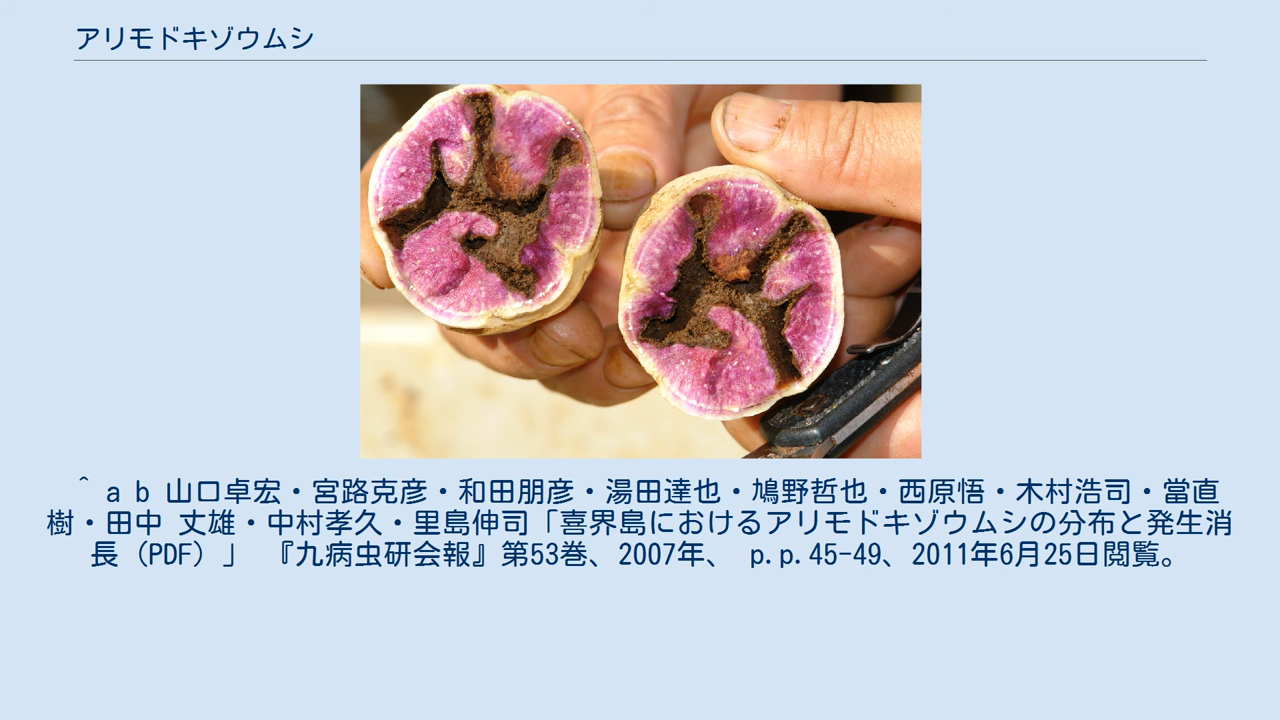 アリモドキゾウムシ
^ a b 山口卓宏・宮路克彦・和田朋彦・湯田達也・鳩野哲也・西原悟・木村浩司・當直
樹・田中 丈雄・中村孝久・里島伸司「喜界島におけるアリモドキゾウムシの分布と発生消
長（PDF）」 『九病虫研会報』第53巻、2007年、 p.p.45-49、2011年6月25日閲覧。